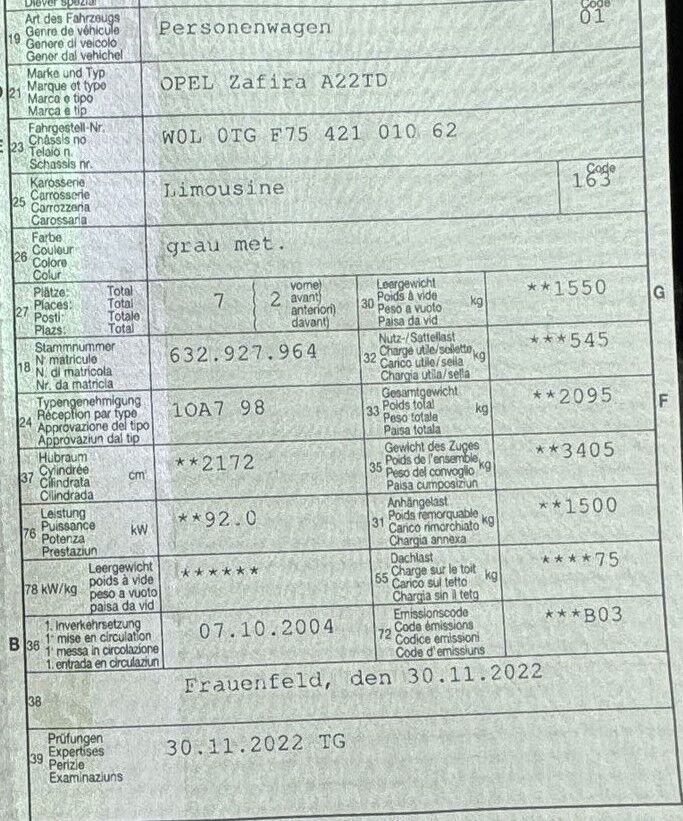 Diever spezial
19 Art des Fahrzeugs
Genre de véhicule
Genere di veicolo
Gener dal vehichel
Personenwagen
Code
01
21 Marke und Typ
Marque et type
Marca e tipo
Marca e tip
OPEL Zafira A22TD
E 23 Fahrgestell-Nr.
Châssis no
Telaio n.
Schassis nr.
W0L 0TG F75 421 010 62
25 Karosserie
Carrosserie
Carrozzeria
Carossaria
Limousine
Code
163
26 Farbe
Couleur
Colore
Colur
grau met.
27 Plätze: Total
Places: Total
Posti: Totale
Plazs: Total
7 2 vorne)
avant)
anteriori)
davant)
30 Leergewicht
Poids à vide
Peso a vuoto
Paisa da vid
kg
**1550
G
18 Stammnummer
N° matricule
N. di matricola
Nr. da matricla
632.927.964
32 Nutz-/Sattellast
Charge utile/sellette
Carico utile/sella
Chargia utila/sella
kg
***545
24 Typengenehmigung
Réception par type
Approvazione del tipo
Approvaziun dal tip
1OA7 98
33 Gesamtgewicht
Poids total
Peso totale
Paisa totala
kg
**2095
F
37 Hubraum
Cylindrée
Cilindrata
Cilindrada
cm
**2172
35 Gewicht des Zuges
Poids de l'ensemble
Peso del convoglio
Paisa cumposiziun
kg
**3405
76 Leistung
Puissance
Potenza
Prestaziun
kW
**92.0
31 Anhängelast
Poids remorquable
Carico rimorchiato
Chargia annexa
kg
**1500
78 kW/kg Leergewicht
poids à vide
peso a vuoto
paisa da vid
******
55 Dachlast
Charge sur le toit
Carico sul tetto
Chargia sin il tetg
kg
****75
B 36 1. Inverkehrsetzung
1ª mise en circulation
1ª messa in circolazione
1. entrada en circulaziun
07.10.2004
72 Emissionscode
Code émissions
Codice emissioni
Code d'emissiuns
***B03
38 Frauenfeld, den 30.11.2022
39 Prüfungen
Expertises
Perizie
Examinaziuns
30.11.2022 TG